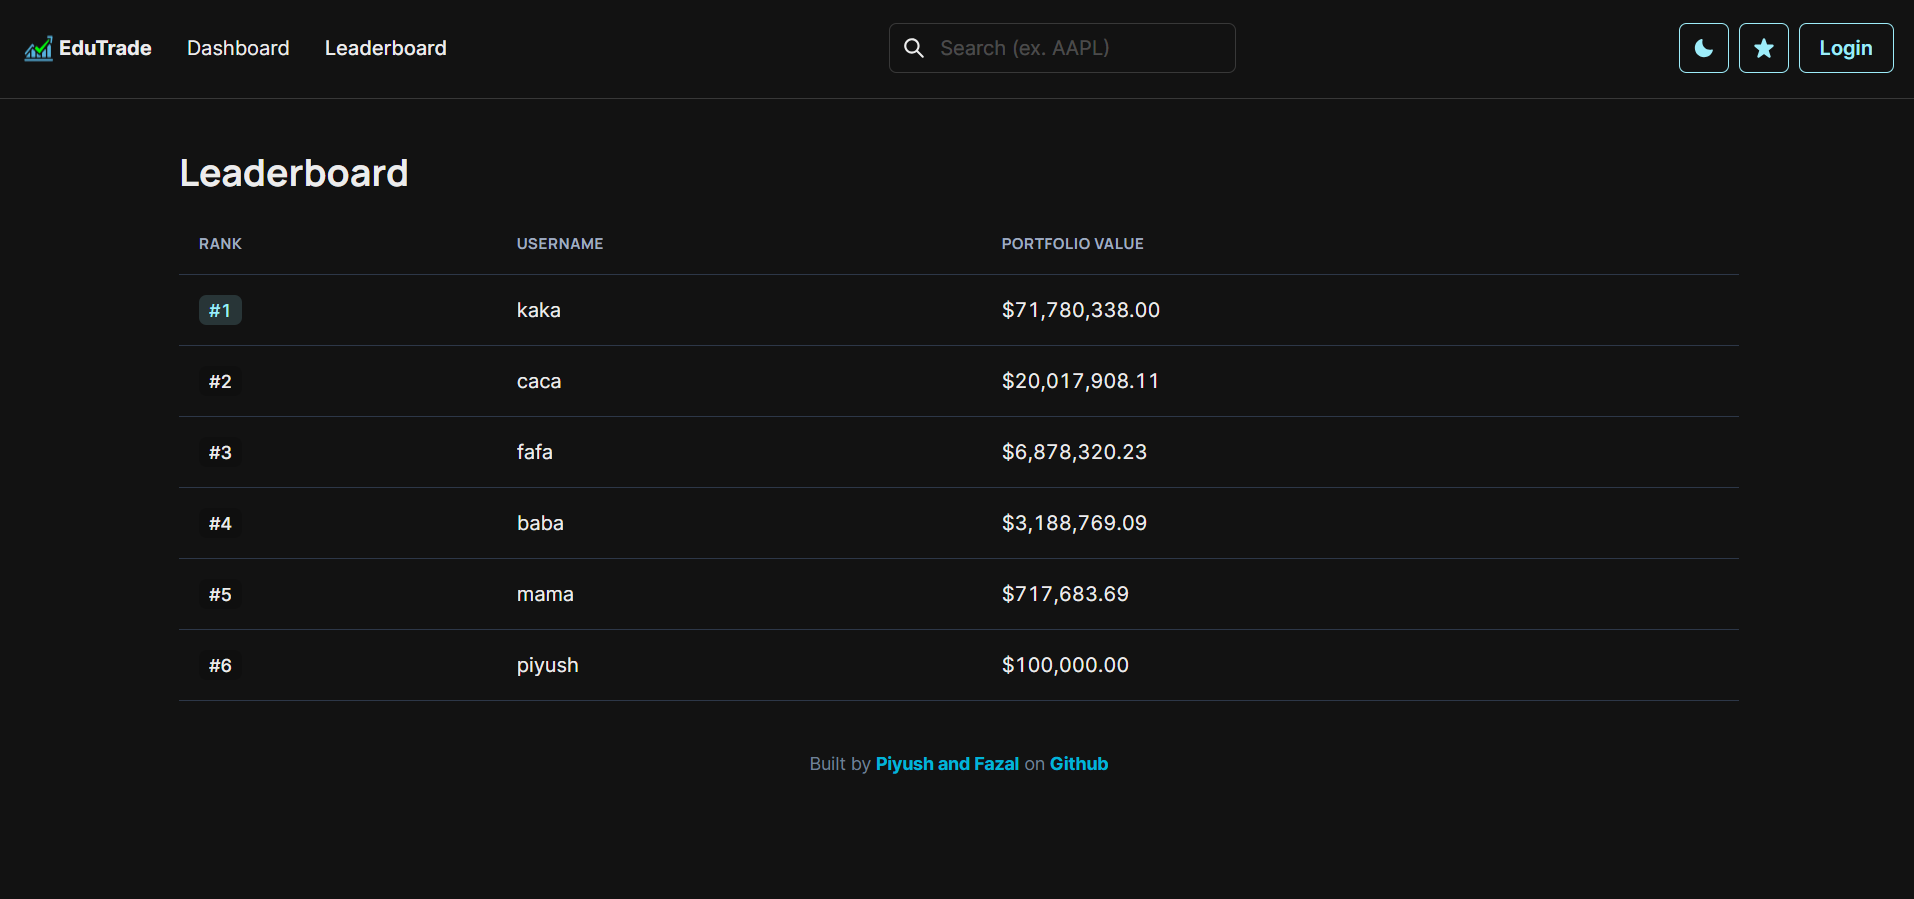 EduTrade Dashboard Leaderboard Search (ex. AAPL) Login
Leaderboard
RANK USERNAME PORTFOLIO VALUE
#1 kaka $71,780,338.00
#2 caca $20,017,908.11
#3 fafa $6,878,320.23
#4 baba $3,188,769.09
#5 mama $717,683.69
#6 piyush $100,000.00
Built by Piyush and Fazal on Github